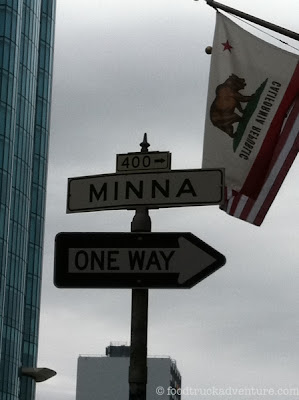 400→
MINNA
ONE WAY
CALIFORNIA REPUBLIC
© foodtruckadventure.com